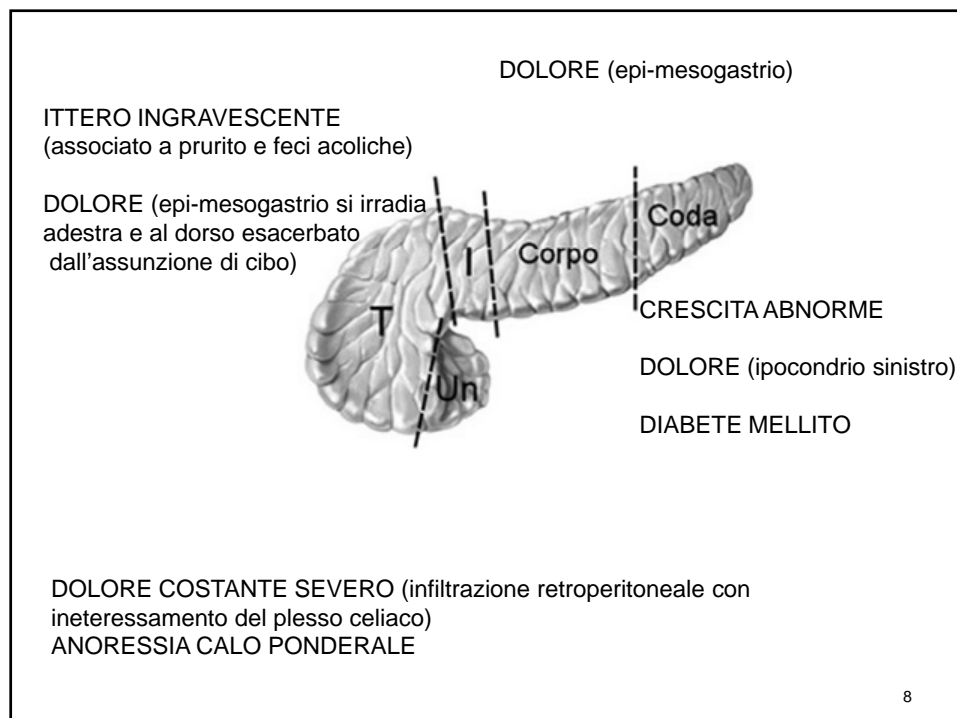 DOLORE (epi-mesogastrio)
ITTERO INGRAVESCENTE
(associato a prurito e feci acoliche)
DOLORE (epi-mesogastrio si irradia
adestra e al dorso esacerbato
dall'assunzione di cibo)
Coda
Corpo
I
T
Un
CRESCITA ABNORME
DOLORE (ipocondrio sinistro)
DIABETE MELLITO
DOLORE COSTANTE SEVERO (infiltrazione retroperitoneale con
ineteressamento del plesso celiaco)
ANORESSIA CALO PONDERALE
8